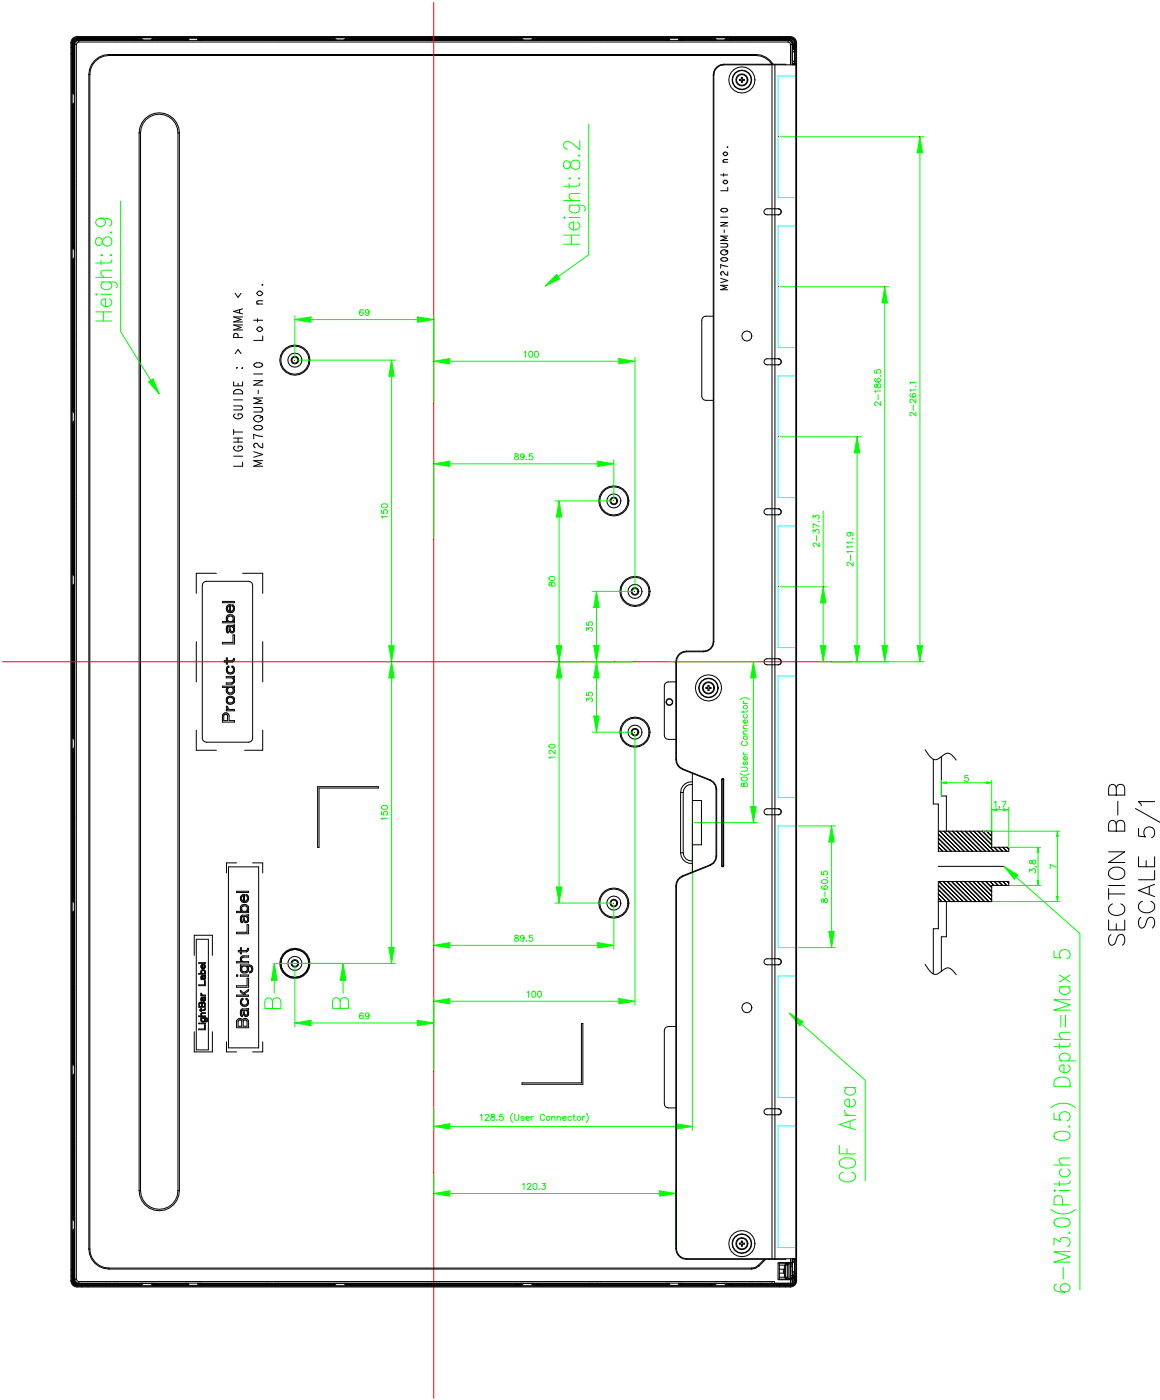 Height:8.9
Height:8.2
LIGHT GUIDE : > PMMA <
MV270QUM-N10 Lot no.
MV270QUM-N10 Lot no.
69
100
89.5
150
80
35
2-261.1
2-186.5
2-111.9
2-37.3
Product Label
35
120
150
80(User Connector)
8-60.5
BackLight Label
LightBar Label
89.5
100
B
B
69
128.5 (User Connector)
120.3
COF Area
5
1.7
3.8
7
6-M3.0(Pitch 0.5) Depth=Max 5
SECTION B-B
SCALE 5/1